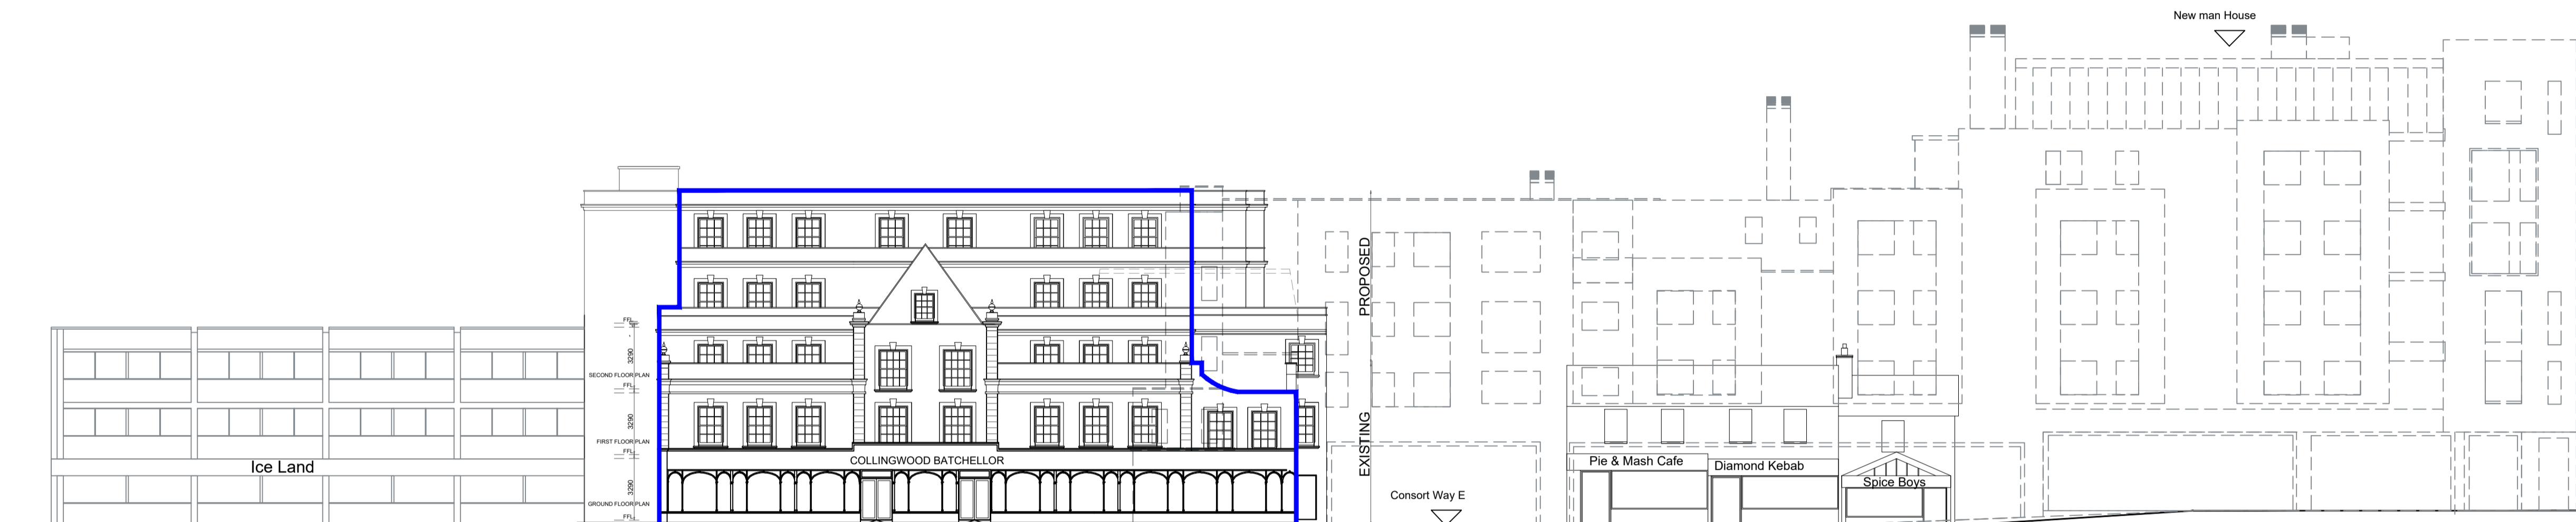 New man House
PROPOSED
EXISTING
FFL
3290
SECOND FLOOR PLAN
FFL
3290
FIRST FLOOR PLAN
FFL
3290
GROUND FLOOR PLAN
FFL
Ice Land
COLLINGWOOD BATCHELLOR
Consort Way E
Pie & Mash Cafe
Diamond Kebab
Spice Boys